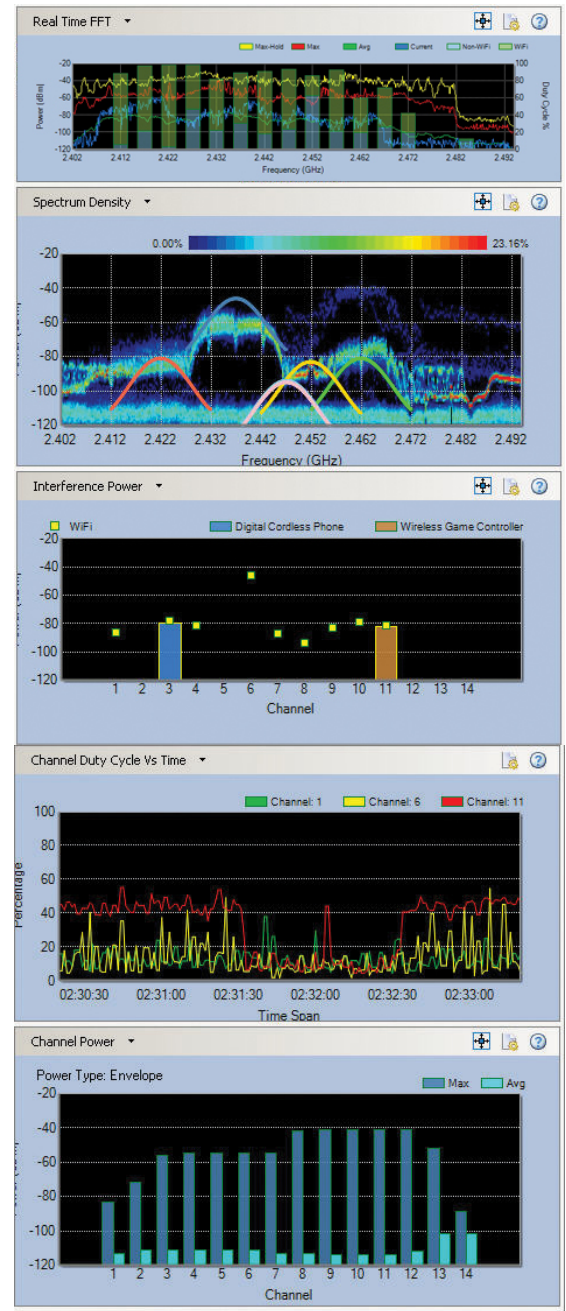 Real Time FFT
Max-Hold Max Avg Current Non-WiFi WiFi
Power [dBm]
-20
-40
-60
-80
-100
-120
100
80
60
40
20
0
Duty Cycle %
2.402 2.412 2.422 2.432 2.442 2.452 2.462 2.472 2.482 2.492
Frequency (GHz)
Spectrum Density
0.00% 23.16%
-20
-40
-60
-80
-100
-120
2.402 2.412 2.422 2.432 2.442 2.452 2.462 2.472 2.482 2.492
Frequency (GHz)
Interference Power
WiFi Digital Cordless Phone Wireless Game Controller
-20
-40
-60
-80
-100
-120
1 2 3 4 5 6 7 8 9 10 11 12 13 14
Channel
Channel Duty Cycle Vs Time
Channel: 1 Channel: 6 Channel: 11
Percentage
100
80
60
40
20
0
02:30:30 02:31:00 02:31:30 02:32:00 02:32:30 02:33:00
Time Span
Channel Power
Power Type: Envelope
Max Avg
-20
-40
-60
-80
-100
-120
1 2 3 4 5 6 7 8 9 10 11 12 13 14
Channel